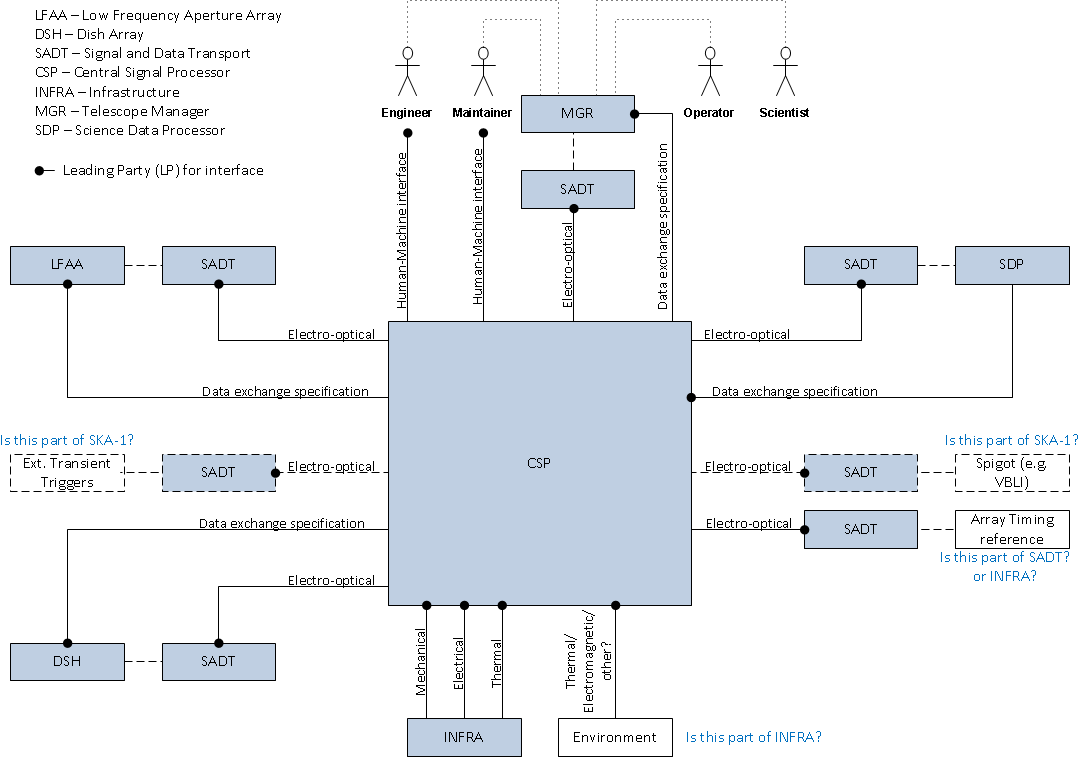 LFAA – Low Frequency Aperture Array
DSH – Dish Array
SADT – Signal and Data Transport
CSP – Central Signal Processor
INFRA – Infrastructure
MGR – Telescope Manager
SDP – Science Data Processor
Leading Party (LP) for interface
Engineer
Maintainer
MGR
Operator
Scientist
Human-Machine interface
Human-Machine interface
SADT
Electro-optical
Data exchange specification
LFAA
SADT
SADT
SDP
Electro-optical
Electro-optical
Data exchange specification
Data exchange specification
Is this part of SKA-1?
Ext. Transient
Triggers
SADT
Electro-optical
CSP
Electro-optical
SADT
Is this part of SKA-1?
Spigot (e.g.
VBLI)
Data exchange specification
Electro-optical
SADT
Array Timing
reference
Is this part of SADT?
or INFRA?
Electro-optical
DSH
SADT
Mechanical
Electrical
Thermal
Thermal/
Electromagnetic/
other?
INFRA
Environment
Is this part of INFRA?